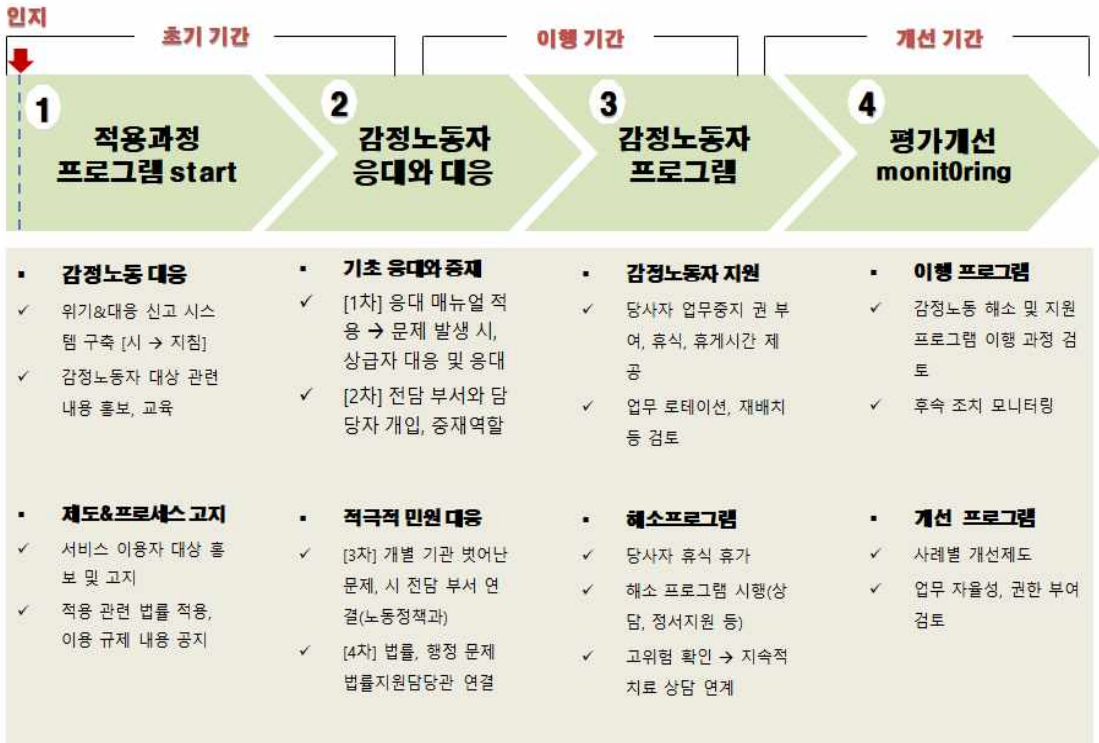 인지
초기 기간
이행 기간
개선 기간
1
적용과정
프로그램 start
2
감정노동자
응대와 대응
3
감정노동자
프로그램
4
평가개선
monit0ring
▪ 감정노동 대응
✓ 위기&대응 신고 시스
템 구축 [시 → 지침]
✓ 감정노동자 대상 관련
내용 홍보, 교육
▪ 제도&프로세스 고지
✓ 서비스 이용자 대상 홍
보 및 고지
✓ 적용 관련 법률 적용,
이용 규제 내용 공지
▪ 기초 응대와 중재
✓ [1차] 응대 매뉴얼 적
용 → 문제 발생 시,
상급자 대응 및 응대
✓ [2차] 전담 부서와 담
당자 개입, 중재역할
▪ 적극적 민원 대응
✓ [3차] 개별 기관 벗어난
문제, 시 전담 부서 연
결(노동정책과)
✓ [4차] 법률, 행정 문제
법률지원담당관 연결
▪ 감정노동자 지원
✓ 당사자 업무중지 권 부
여, 휴식, 휴게시간 제
공
✓ 업무 로테이션, 재배치
등 검토
▪ 해소프로그램
✓ 당사자 휴식 휴가
✓ 해소 프로그램 시행(상
담, 정서지원 등)
✓ 고위험 확인 → 지속적
치료 상담 연계
▪ 이행 프로그램
✓ 감정노동 해소 및 지원
프로그램 이행 과정 검
토
✓ 후속 조치 모니터링
▪ 개선 프로그램
✓ 사례별 개선제도
✓ 업무 자율성, 권한 부여
검토